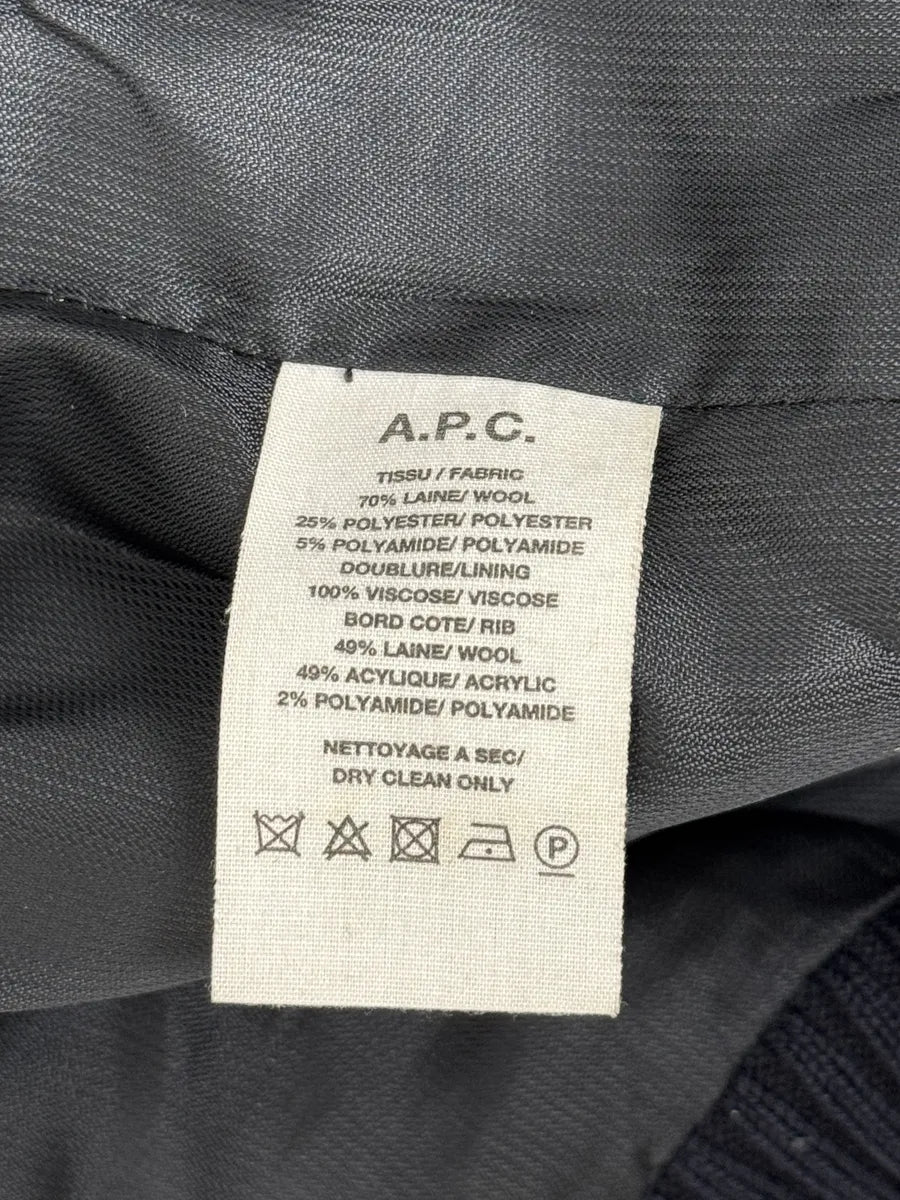 A.P.C.
TISSU / FABRIC
70% LAINE/ WOOL
25% POLYESTER/ POLYESTER
5% POLYAMIDE/ POLYAMIDE
DOUBLURE/LINING
100% VISCOSE/ VISCOSE
BORD COTE/ RIB
49% LAINE/ WOOL
49% ACYLIQUE/ ACRYLIC
2% POLYAMIDE/ POLYAMIDE
NETTOYAGE A SEC/
DRY CLEAN ONLY
P